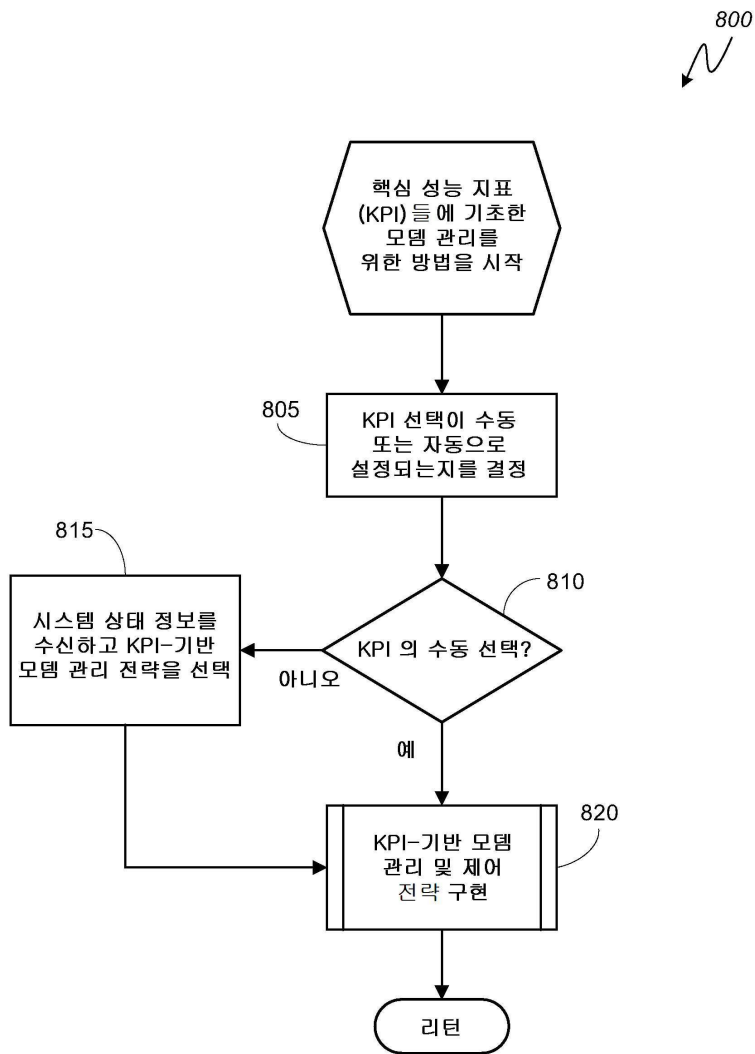 800
핵심 성능 지표
(KPI)들에 기초한
모뎀 관리를
위한 방법을 시작
805
KPI 선택이 수동
또는 자동으로
설정되는지를 결정
815
810
시스템 상태 정보를
수신하고 KPI-기반
모뎀 관리 전략을 선택
KPI 의 수동 선택?
아니오
예
820
KPI-기반 모뎀
관리 및 제어
전략 구현
리턴